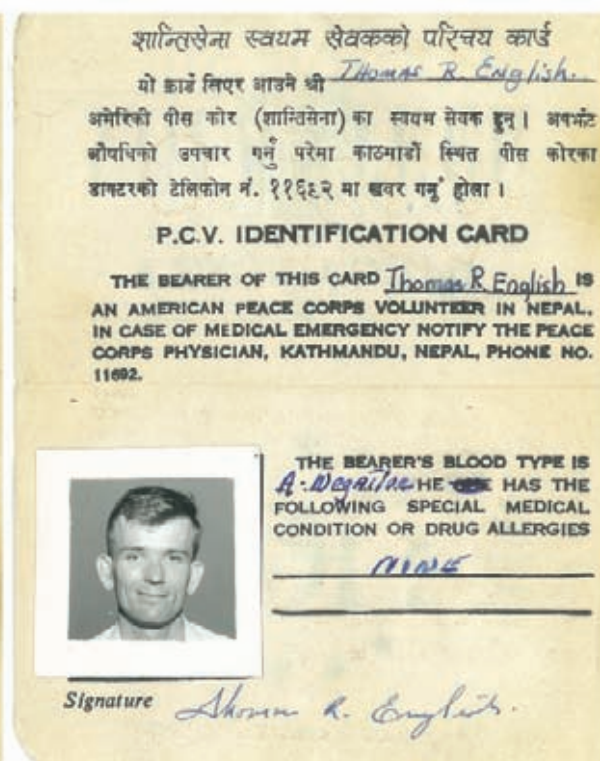 शान्तिसेना स्वयम सेवकको परिचय कार्ड
यो कार्ड लिएर आउने श्री Thomas R. English.
अमेरिकी पीस कोर (शान्तिसेना) का स्वयम सेवक हुन्। अपझट
औषधिको उपचार गर्नु परेमा काठमाडौं स्थित पीस कोरका
डाक्टरको टेलिफोन नं. ११६९२ मा खवर गर्नु होला।
P.C.V. IDENTIFICATION CARD
THE BEARER OF THIS CARD Thomas R English IS
AN AMERICAN PEACE CORPS VOLUNTEER IN NEPAL,
IN CASE OF MEDICAL EMERGENCY NOTIFY THE PEACE
CORPS PHYSICIAN, KATHMANDU, NEPAL, PHONE NO.
11692.
THE BEARER'S BLOOD TYPE IS
A-Negative HE HAS THE
FOLLOWING SPECIAL MEDICAL
CONDITION OR DRUG ALLERGIES
NONE
Signature Thomas R. English.